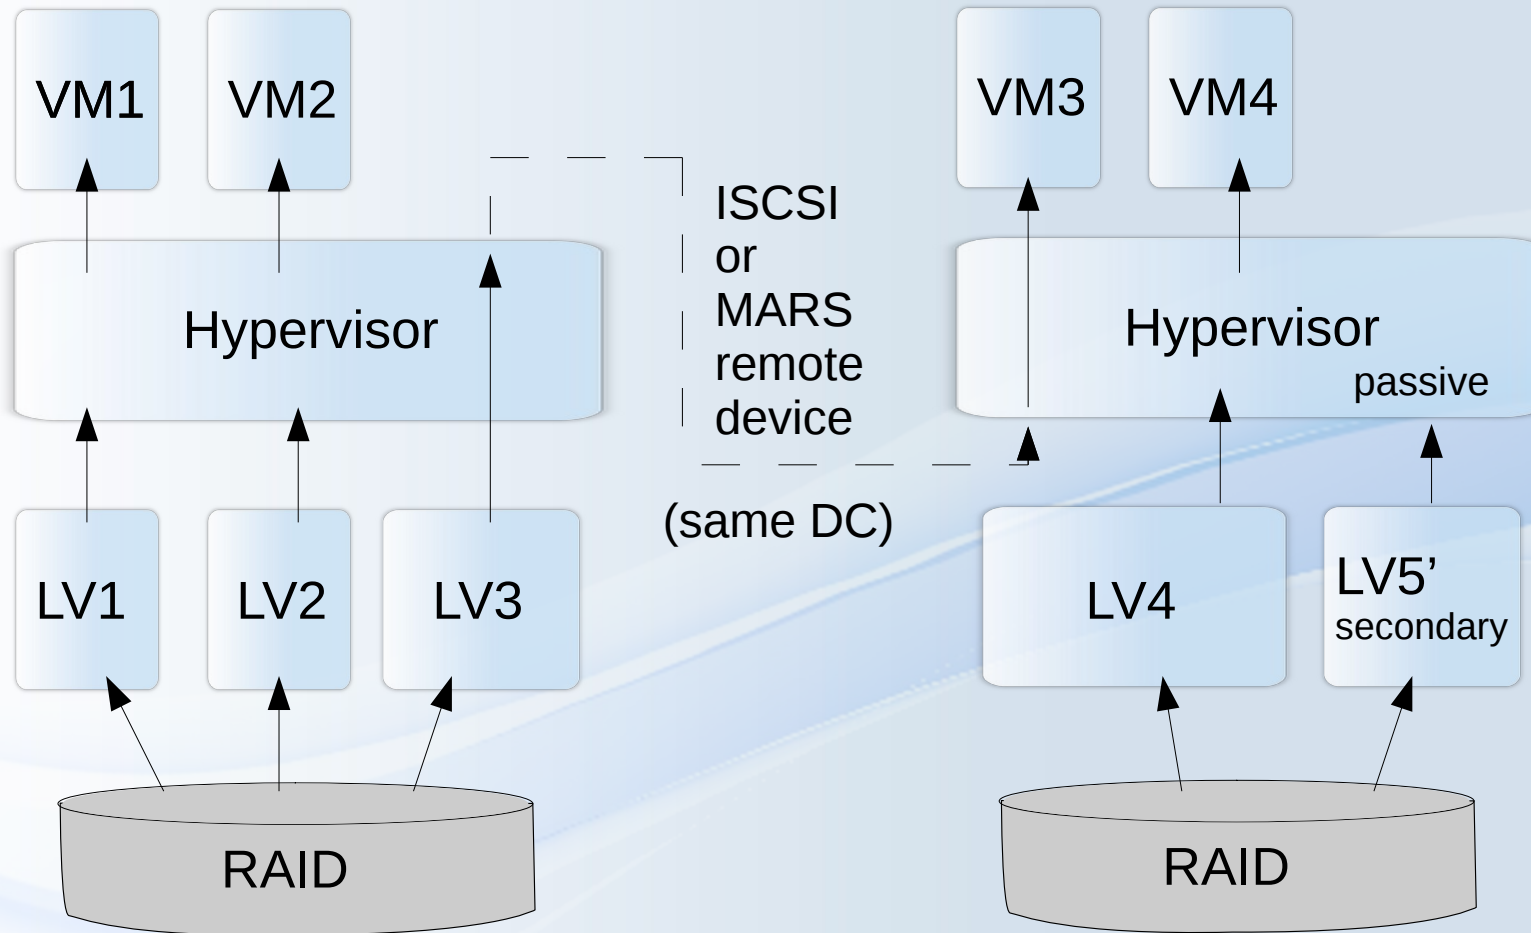 VM1
VM2
VM3
VM4
ISCSI
or
MARS
remote
device
Hypervisor
Hypervisor
passive
(same DC)
LV1
LV2
LV3
LV4
LV5’
secondary
RAID
RAID